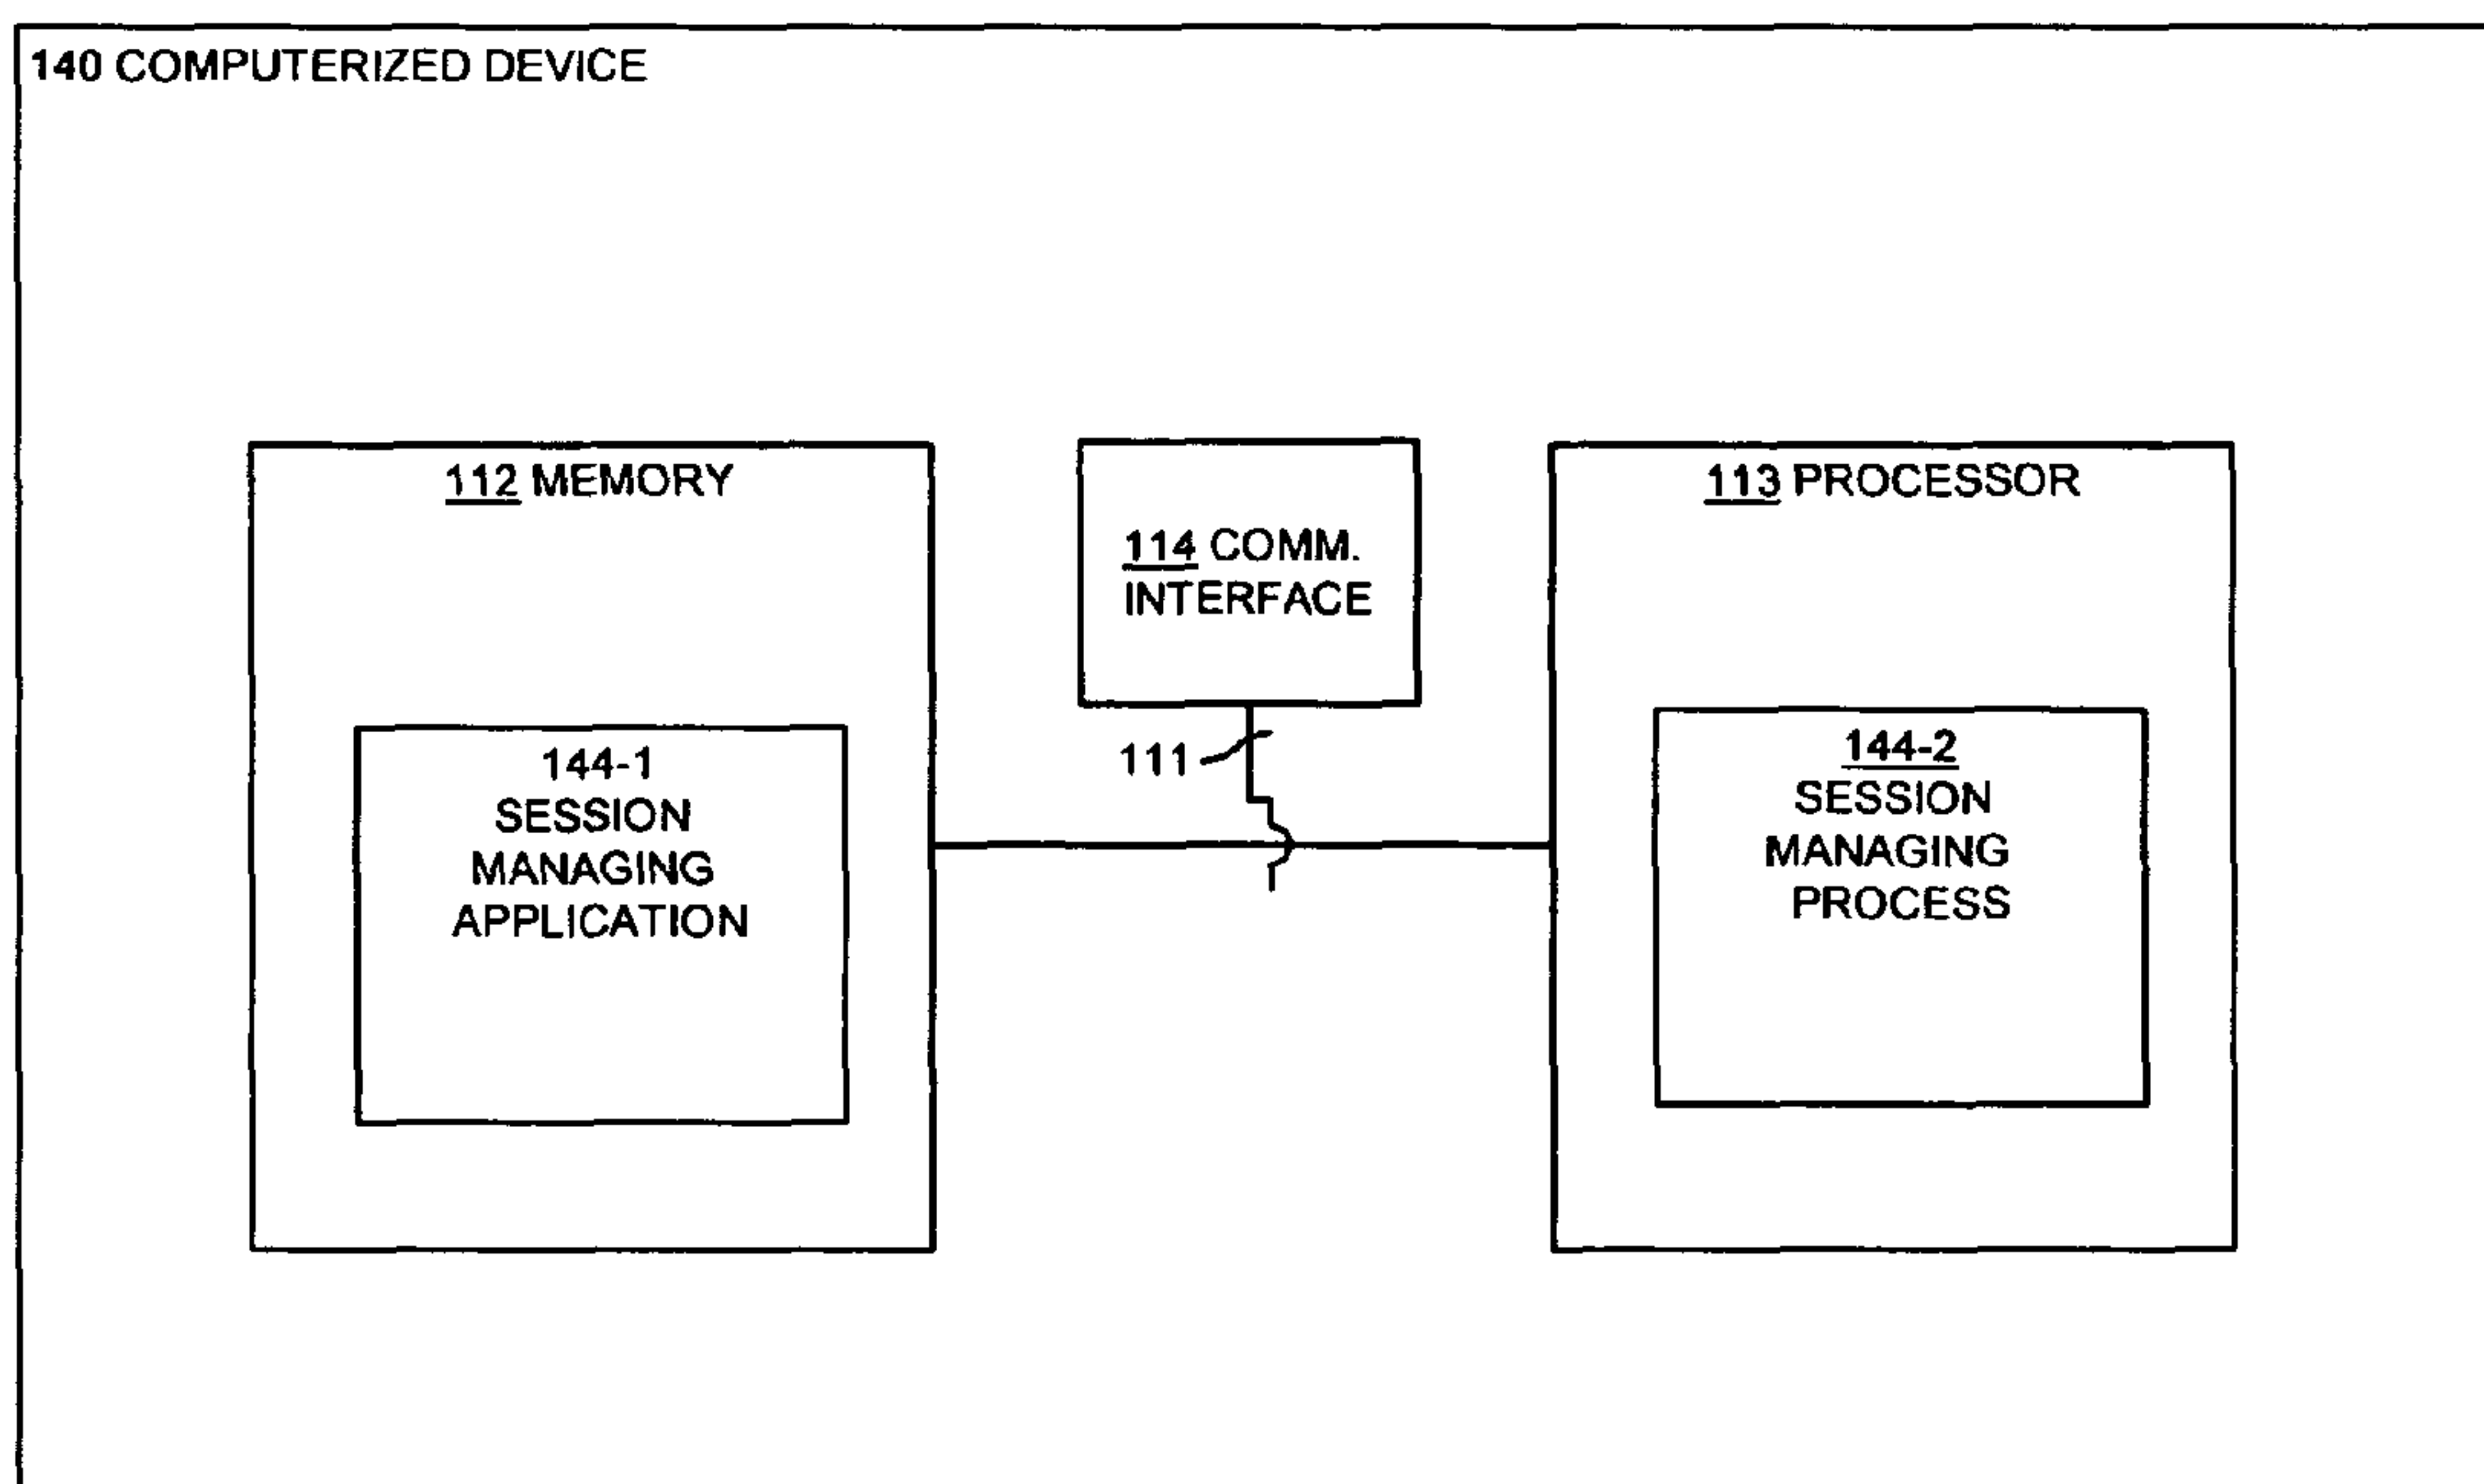 140 COMPUTERIZED DEVICE
112 MEMORY
114 COMM.
INTERFACE
113 PROCESSOR
111
144-1
SESSION
MANAGING
APPLICATION
144-2
SESSION
MANAGING
PROCESS